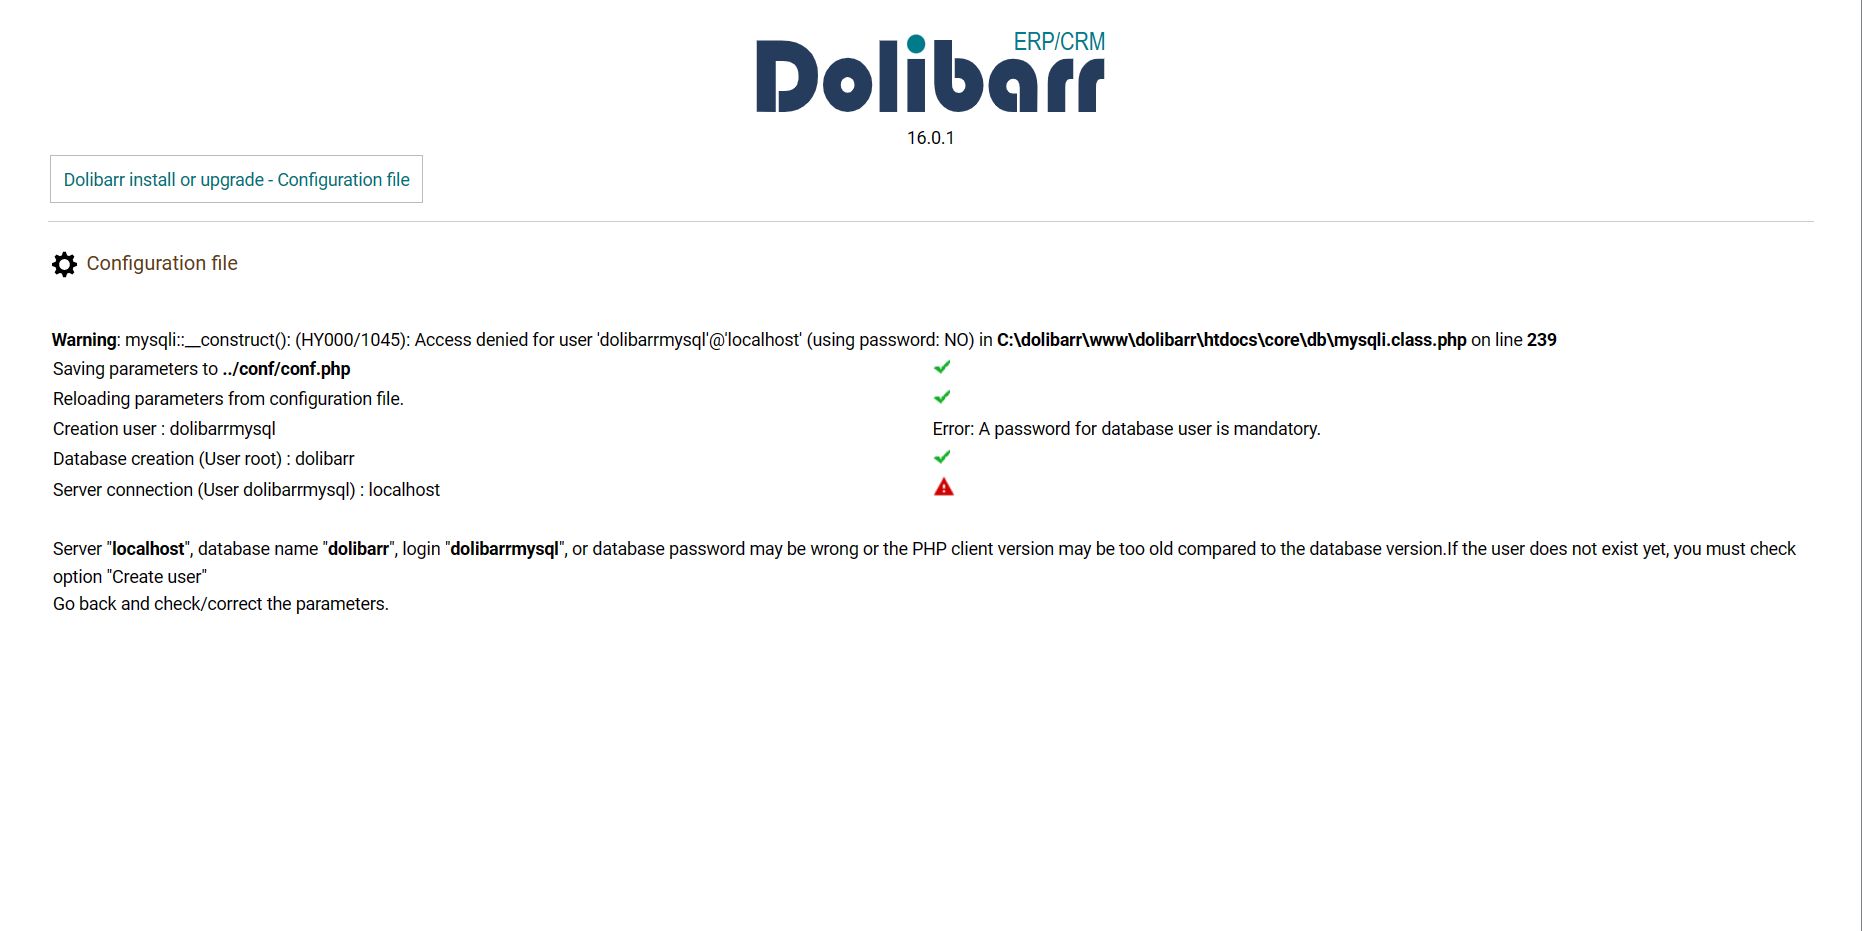 ERP/CRM
Dolibarr
16.0.1
Dolibarr install or upgrade - Configuration file
Configuration file
Warning: mysqli::__construct(): (HY000/1045): Access denied for user 'dolibarrmysql'@'localhost' (using password: NO) in C:\dolibarr\www\dolibarr\htdocs\core\db\mysqli.class.php on line 239
Saving parameters to ../conf/conf.php
Reloading parameters from configuration file.
Creation user : dolibarrmysql Error: A password for database user is mandatory.
Database creation (User root) : dolibarr
Server connection (User dolibarrmysql) : localhost
Server "localhost", database name "dolibarr", login "dolibarrmysql", or database password may be wrong or the PHP client version may be too old compared to the database version.If the user does not exist yet, you must check
option "Create user"
Go back and check/correct the parameters.